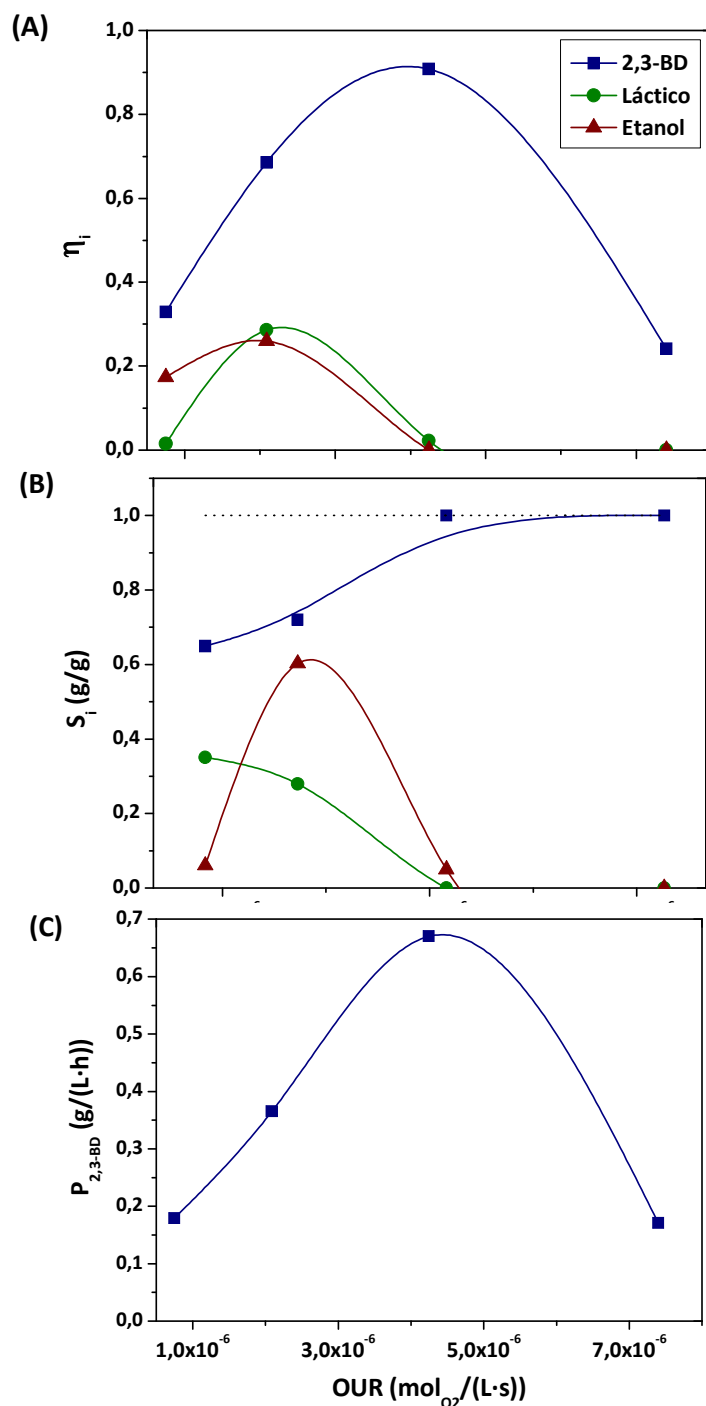 (A)
1,0
0,8
0,6
0,4
0,2
0,0
ηi
2,3-BD
Láctico
Etanol
(B)
1,0
0,8
0,6
0,4
0,2
0,0
Si (g/g)
(C)
0,7
0,6
0,5
0,4
0,3
0,2
0,1
0,0
P2,3-BD (g/(L·h))
1,0x10-6 3,0x10-6 5,0x10-6 7,0x10-6
OUR (molO2/(L·s))